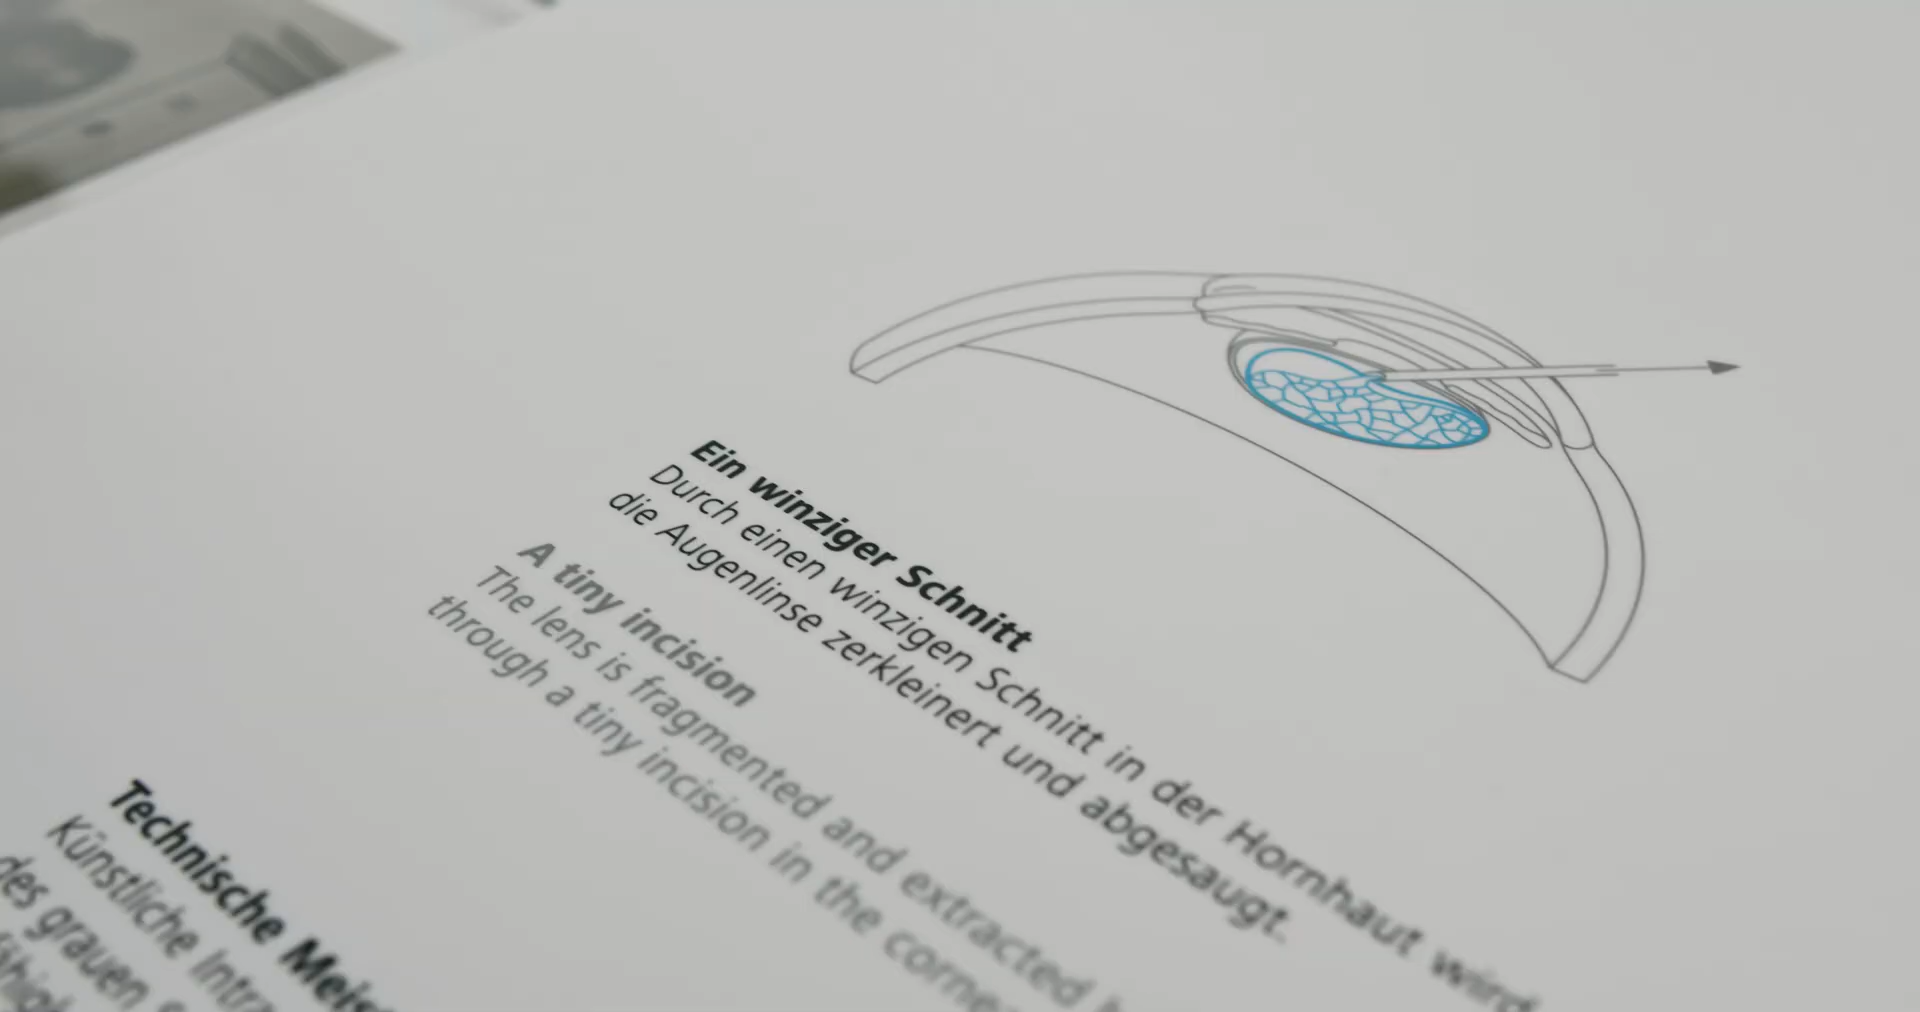 Ein winziger Schnitt
Durch einen winzigen Schnitt in der Hornhaut wird
die Augenlinse zerkleinert und abgesaugt.
A tiny incision
The lens is fragmented and extracted
through a tiny incision in the
Technische
Künstliche
des grauen